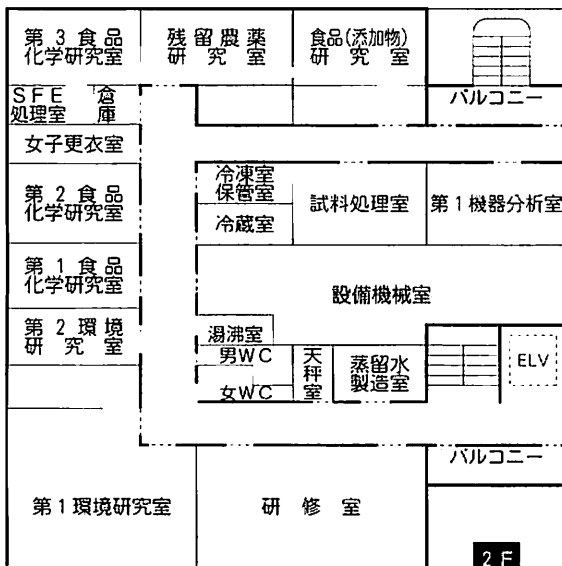 第3食品
化学研究室
残留農薬
研究室
食品(添加物)
研究室
バルコニー
SFE
処理室
倉
庫
女子更衣室
冷凍室
保管室
第2食品
化学研究室
試料処理室
第1機器分析室
冷蔵室
第1食品
化学研究室
設備機械室
第2環境
研究室
湯沸室
男WC
女WC
天
秤
室
蒸留水
製造室
ELV
バルコニー
第1環境研究室
研修室
2F